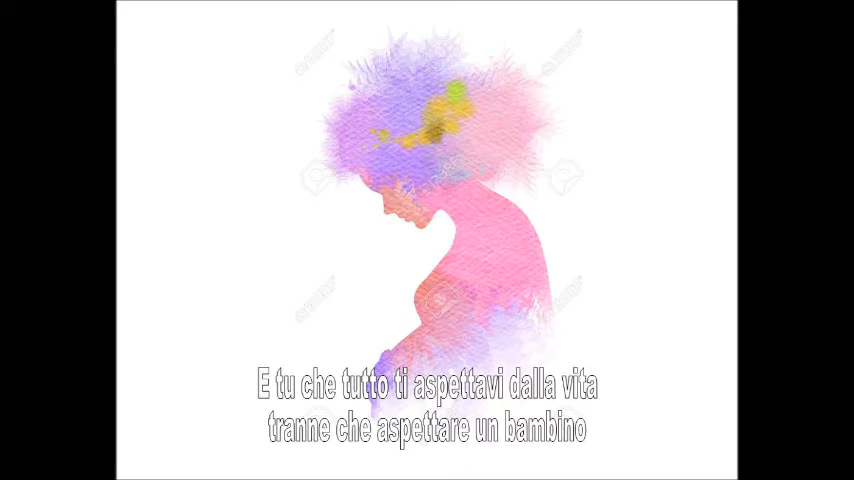 E tu che tutto ti aspettavi dalla vita
tranne che aspettare un bambino